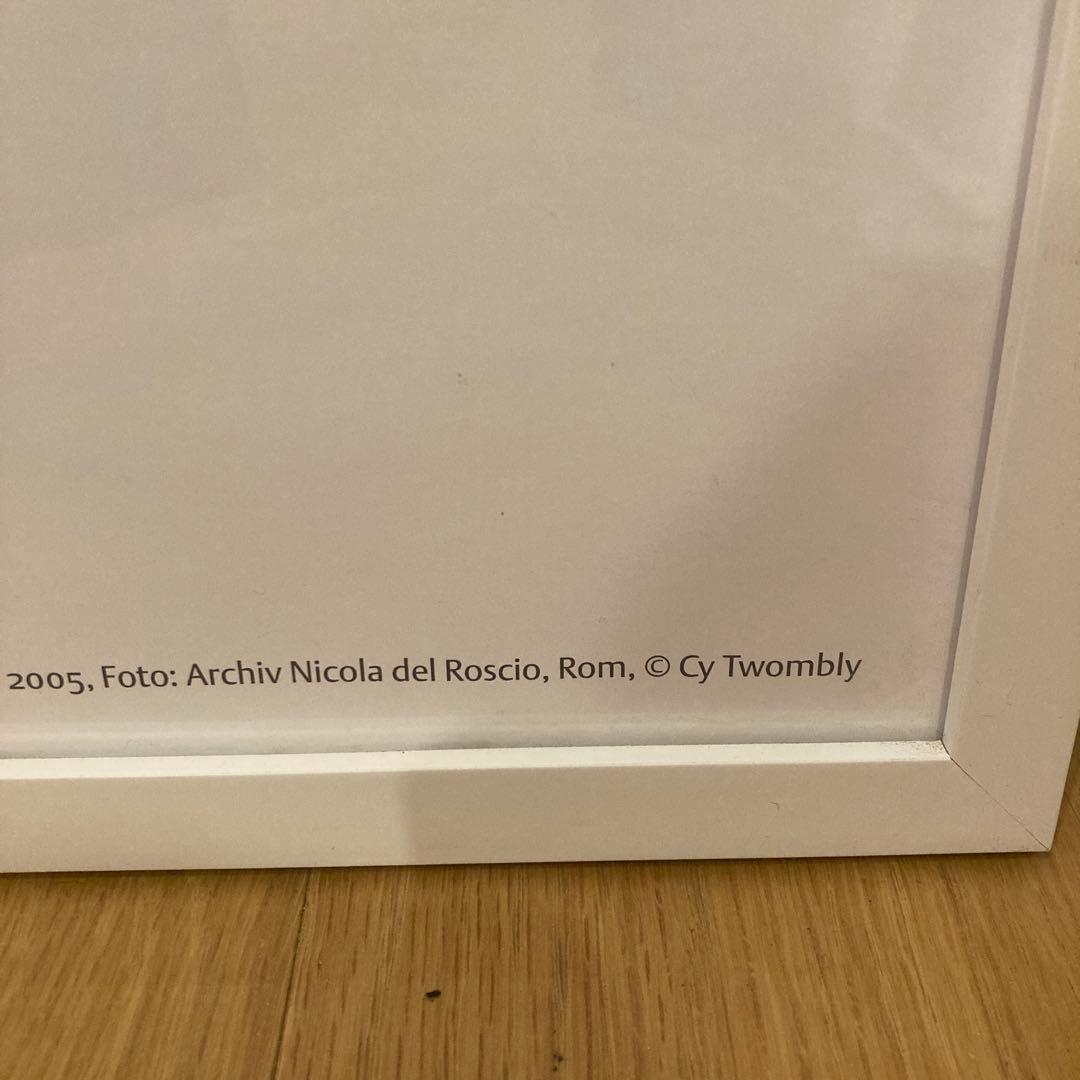 2005, Foto: Archiv Nicola del Roscio, Rom, © Cy Twombly